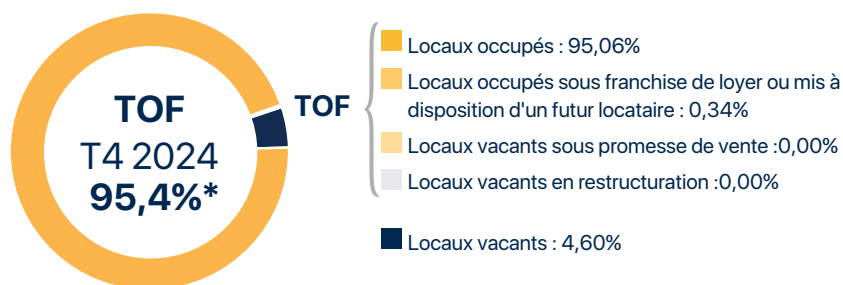 TOF
T4 2024
95,4%*
TOF
Locaux occupés : 95,06%
Locaux occupés sous franchise de loyer ou mis à
disposition d'un futur locataire : 0,34%
Locaux vacants sous promesse de vente :0,00%
Locaux vacants en restructuration :0,00%
Locaux vacants : 4,60%